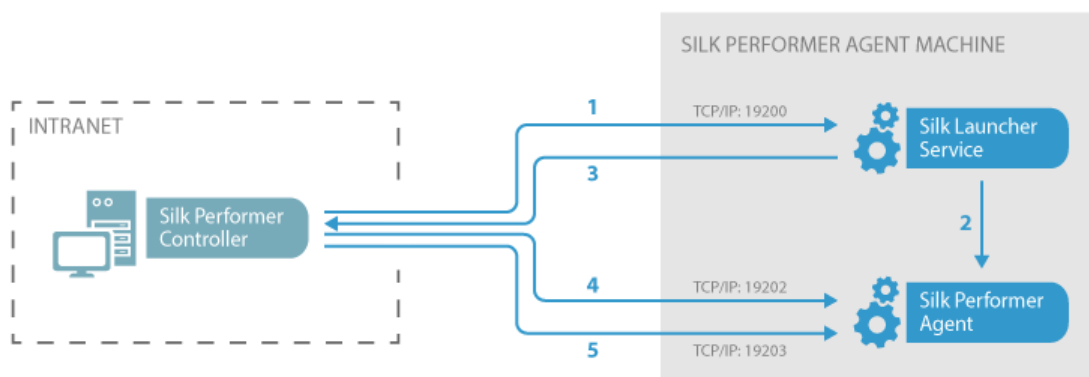 SILK PERFORMER AGENT MACHINE
INTRANET
1
TCP/IP: 19200
Silk Launcher
Service
3
Silk Performer
Controller
2
4
TCP/IP: 19202
Silk Performer
Agent
5
TCP/IP: 19203